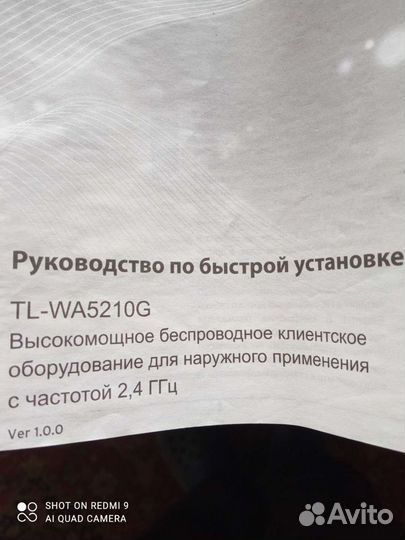 Руководство по быстрой установке
TL-WA5210G
Высокомощное беспроводное клиентское
оборудование для наружного применения
с частотой 2,4 ГГц
Ver 1.0.0
SHOT ON REDMI 9
AI QUAD CAMERA
Avito